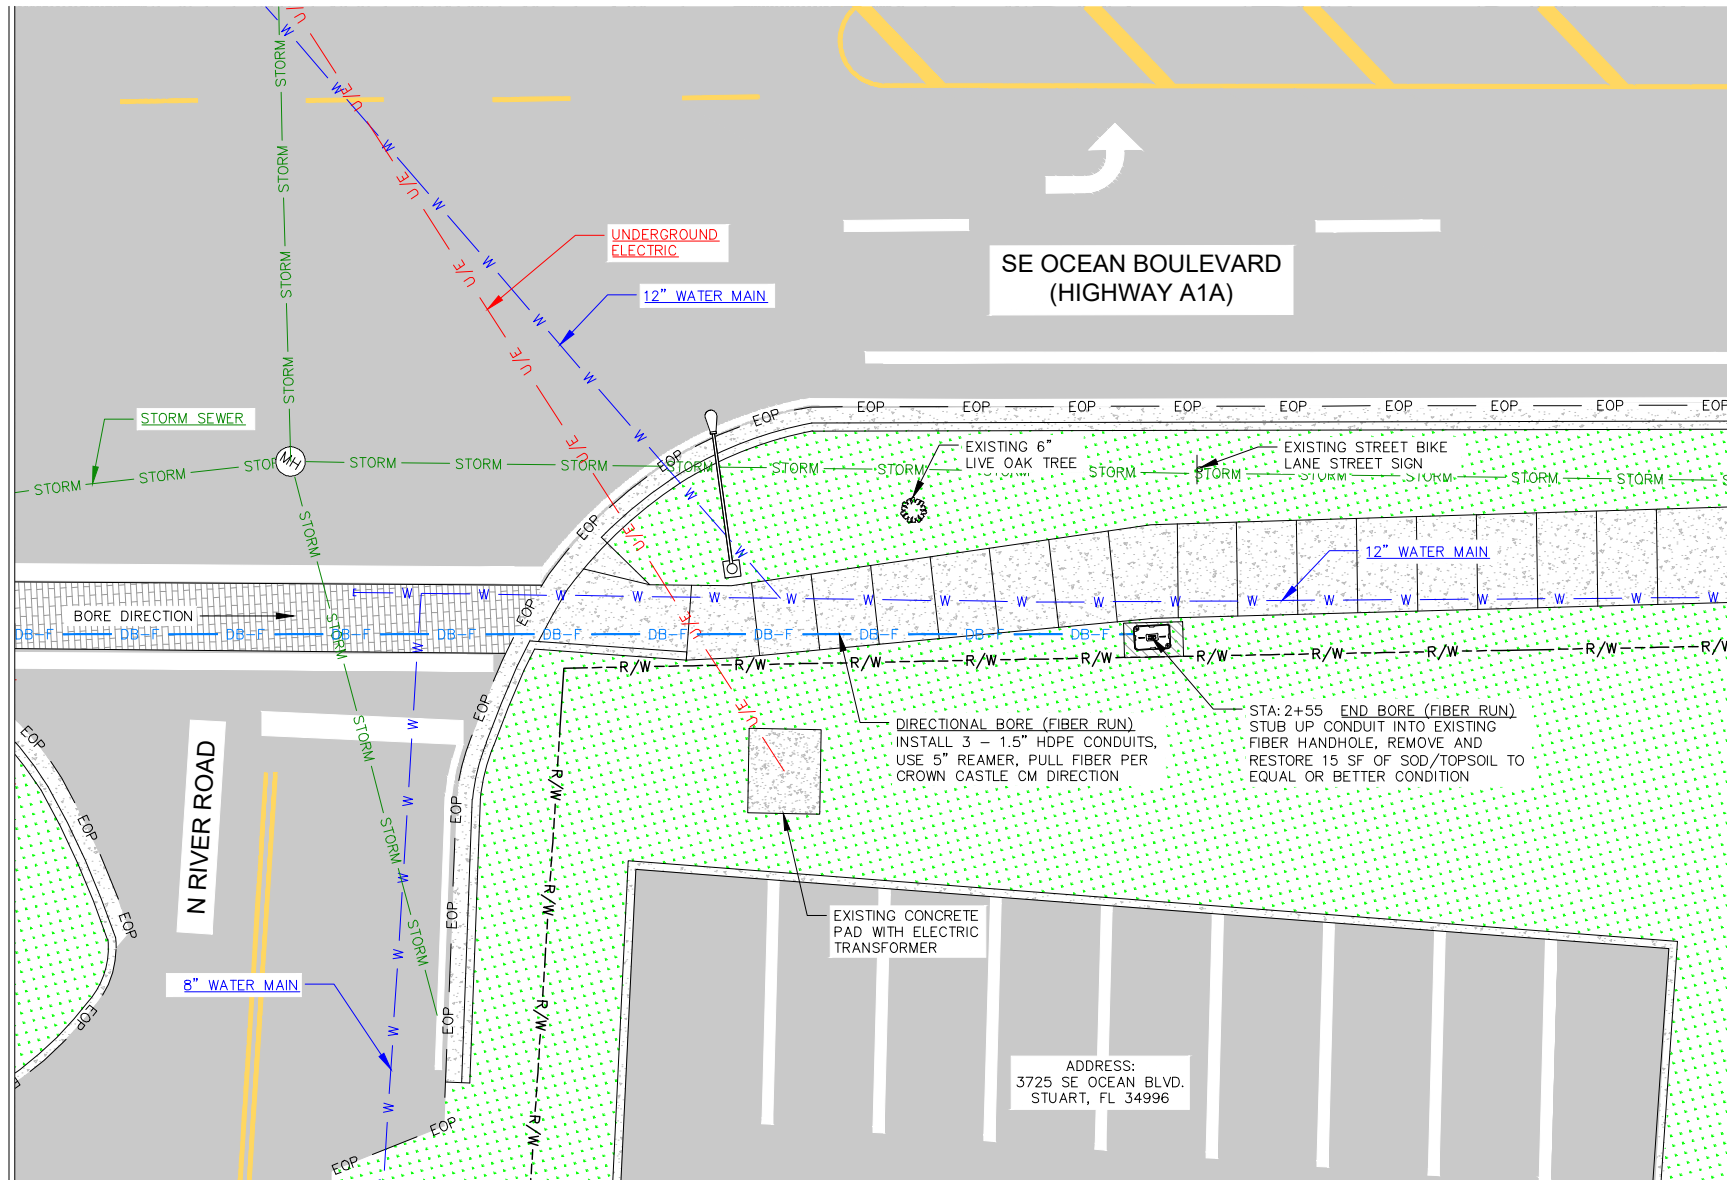 UNDERGROUND
ELECTRIC
12" WATER MAIN
SE OCEAN BOULEVARD
(HIGHWAY A1A)
STORM SEWER
MH
EXISTING 6"
LIVE OAK TREE
EXISTING STREET BIKE
LANE STREET SIGN
12" WATER MAIN
BORE DIRECTION
DIRECTIONAL BORE (FIBER RUN)
INSTALL 3 – 1.5" HDPE CONDUITS,
USE 5" REAMER, PULL FIBER PER
CROWN CASTLE CM DIRECTION
STA: 2+55 END BORE (FIBER RUN)
STUB UP CONDUIT INTO EXISTING
FIBER HANDHOLE, REMOVE AND
RESTORE 15 SF OF SOD/TOPSOIL TO
EQUAL OR BETTER CONDITION
N RIVER ROAD
EXISTING CONCRETE
PAD WITH ELECTRIC
TRANSFORMER
8" WATER MAIN
ADDRESS:
3725 SE OCEAN BLVD.
STUART, FL 34996
STORM
W
U/E
EOP
DB-F
R/W